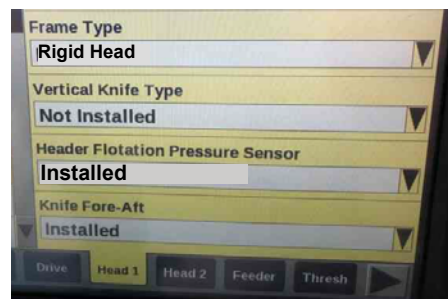 Frame Type
Rigid Head
Vertical Knife Type
Not Installed
Header Flotation Pressure Sensor
Installed
Knife Fore-Aft
Installed
Drive
Head 1
Head 2
Feeder
Thresh